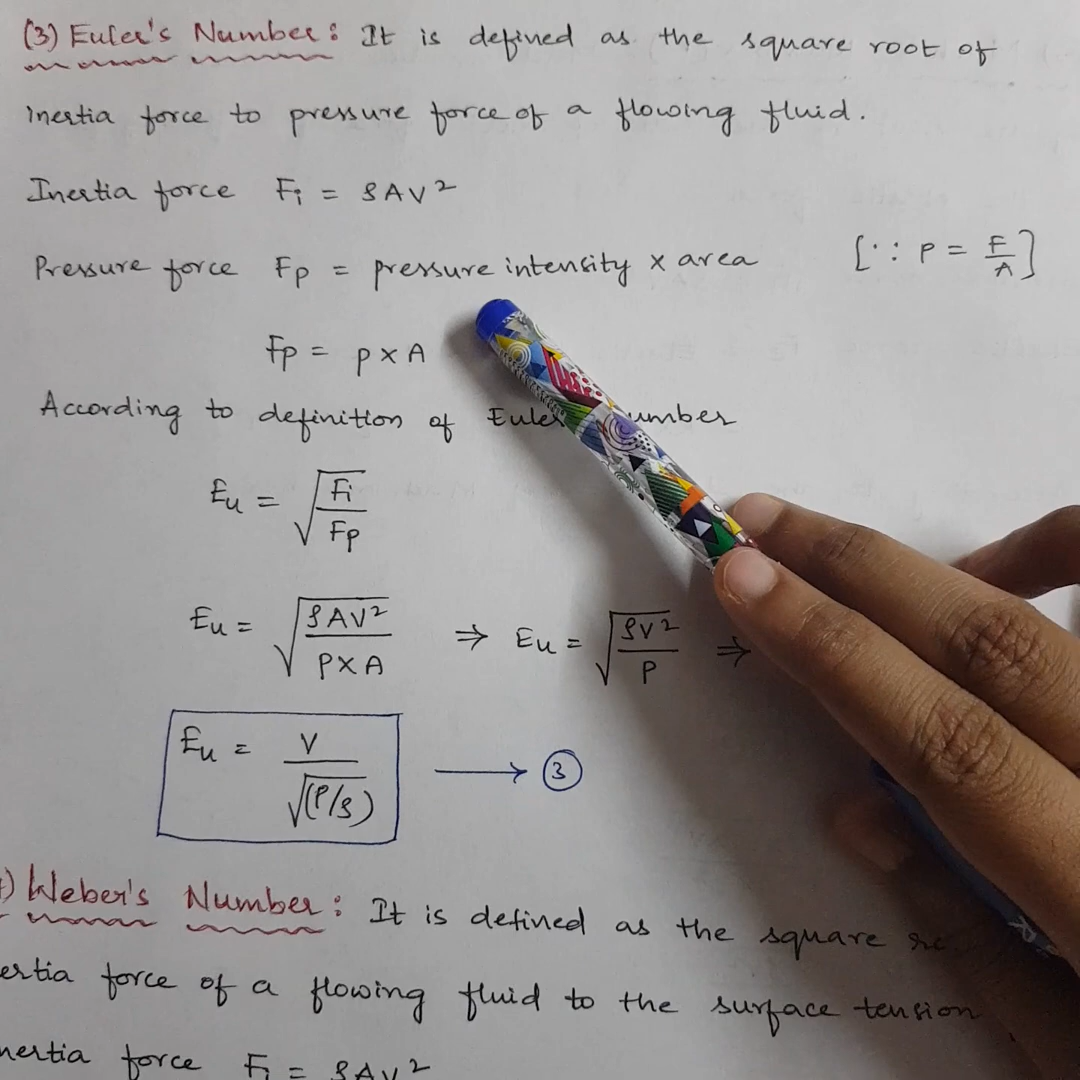 (3) Euler's Number: It is defined as the square root of
Inertia force to pressure force of a flowing fluid.
Inertia force Fi = ρAV²
Pressure force Fp = pressure intensity × area [∵ P = F/A]
Fp = P × A
According to definition of Euler umber
Eu = √(Fi/Fp)
Eu = √(ρAV²/P×A) ⇒ Eu = √(ρV²/P) ⇒
Eu = V/√(P/ρ) → ③
) Weber's Number: It is defined as the square
ertia force of a flowing fluid to the surface tension
nertia force Fi = ρAV²